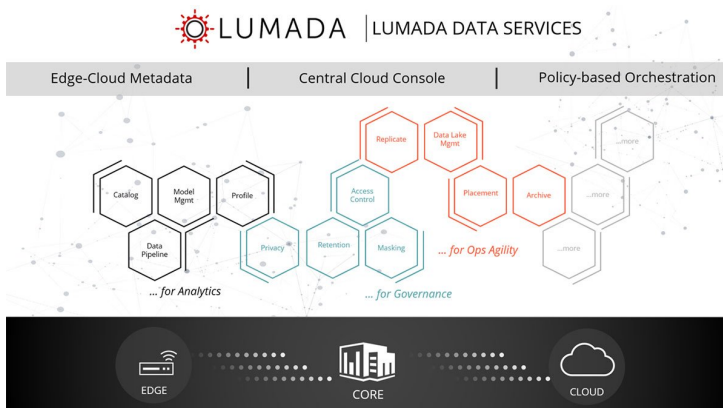 LUMADA
LUMADA DATA SERVICES
Edge-Cloud Metadata
Central Cloud Console
Policy-based Orchestration
Replicate
Data Lake
Mgmt
...more
Catalog
Model
Mgmt
Profile
Access
Control
Placement
Archive
...more
Data
Pipeline
Privacy
Retention
Masking
... for Ops Agility
...more
... for Analytics
... for Governance
EDGE
CORE
CLOUD